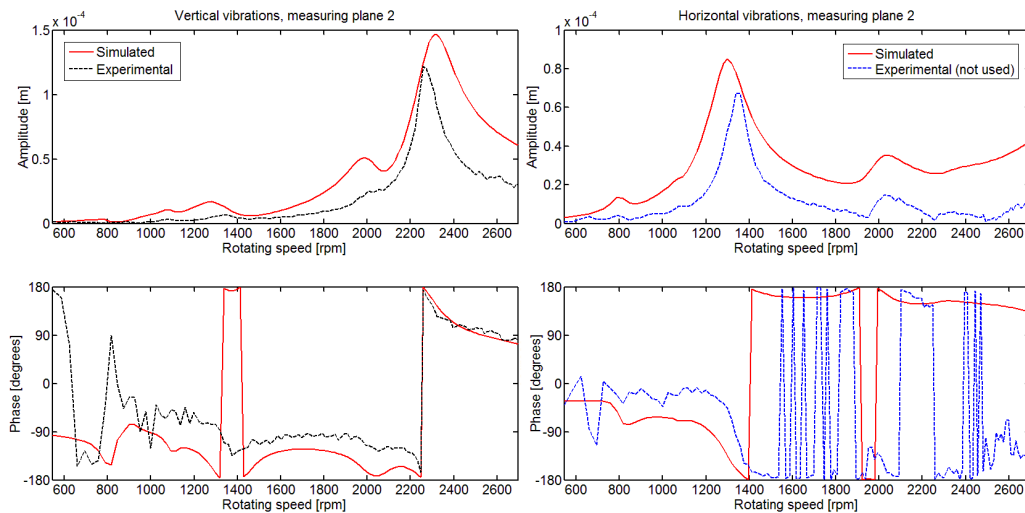 Vertical vibrations, measuring plane 2
x 10^-4
1.5
1
0.5
0
Amplitude [m]
Simulated
Experimental
600 800 1000 1200 1400 1600 1800 2000 2200 2400 2600
Rotating speed [rpm]
Horizontal vibrations, measuring plane 2
x 10^-4
1
0.8
0.6
0.4
0.2
0
Amplitude [m]
Simulated
Experimental (not used)
600 800 1000 1200 1400 1600 1800 2000 2200 2400 2600
Rotating speed [rpm]
180
90
0
-90
-180
Phase [degrees]
600 800 1000 1200 1400 1600 1800 2000 2200 2400 2600
Rotating speed [rpm]
180
90
0
-90
-180
Phase [degrees]
600 800 1000 1200 1400 1600 1800 2000 2200 2400 2600
Rotating speed [rpm]